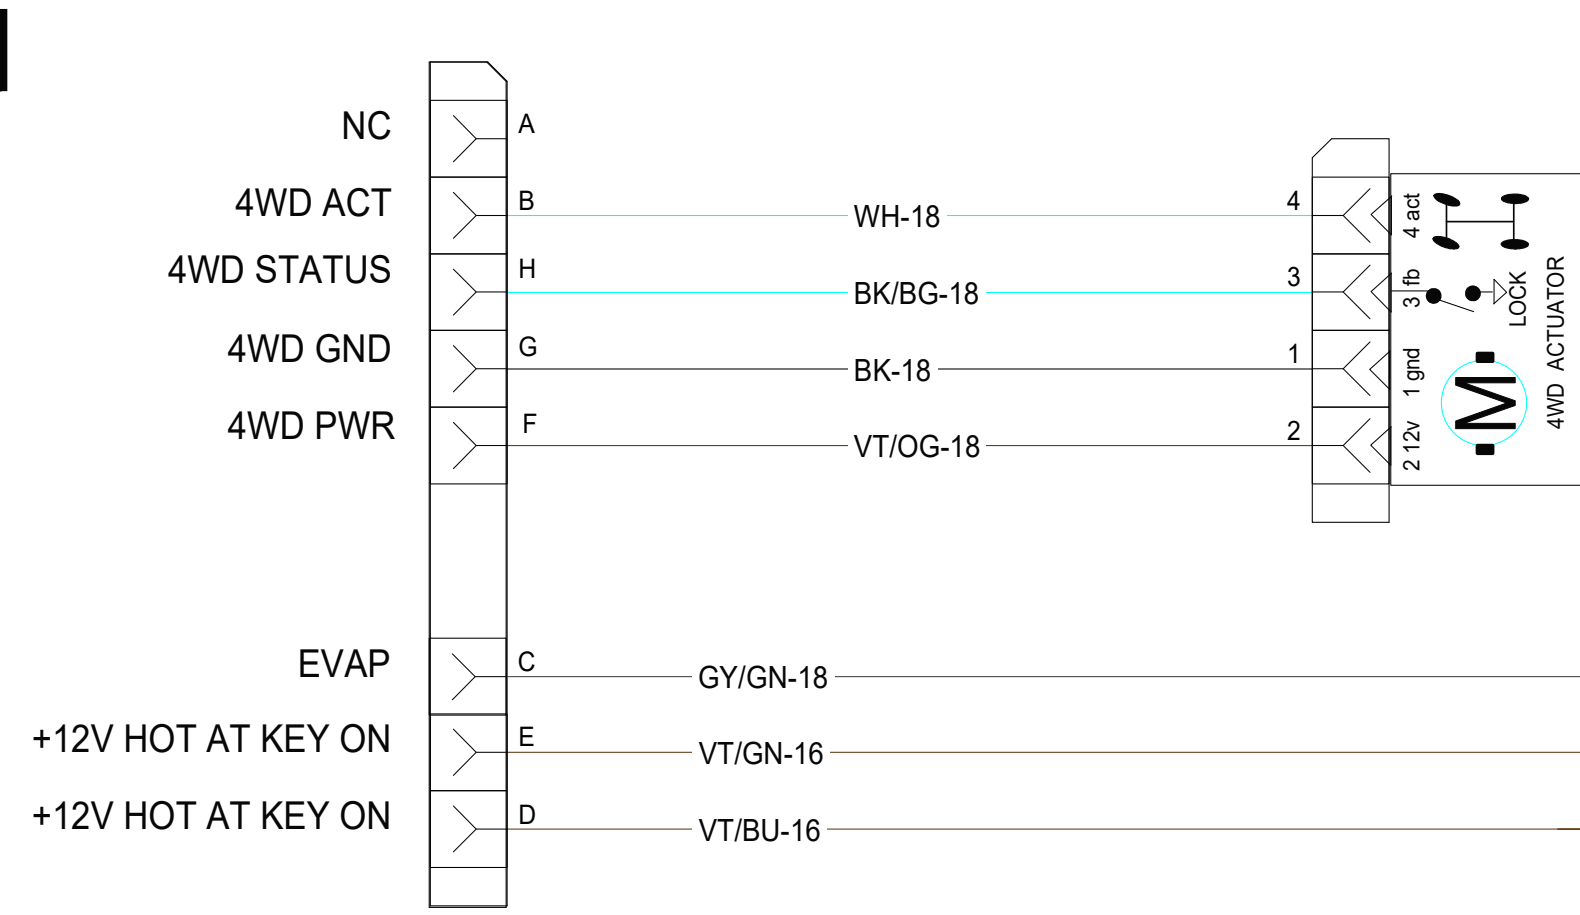 NC A
4WD ACT B WH-18 4 4 act
4WD STATUS H BK/BG-18 3 3 fb LOCK
4WD GND G BK-18 1 1 gnd
4WD PWR F VT/OG-18 2 2 12v
M
4WD ACTUATOR
EVAP C GY/GN-18
+12V HOT AT KEY ON E VT/GN-16
+12V HOT AT KEY ON D VT/BU-16